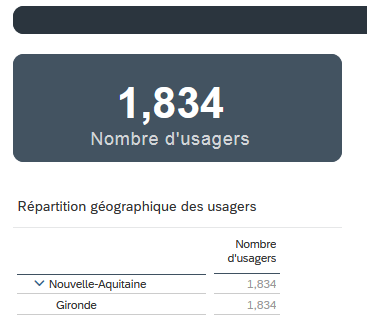 1,834
Nombre d'usagers
Répartition géographique des usagers
Nombre
d'usagers
Nouvelle-Aquitaine 1,834
Gironde 1,834